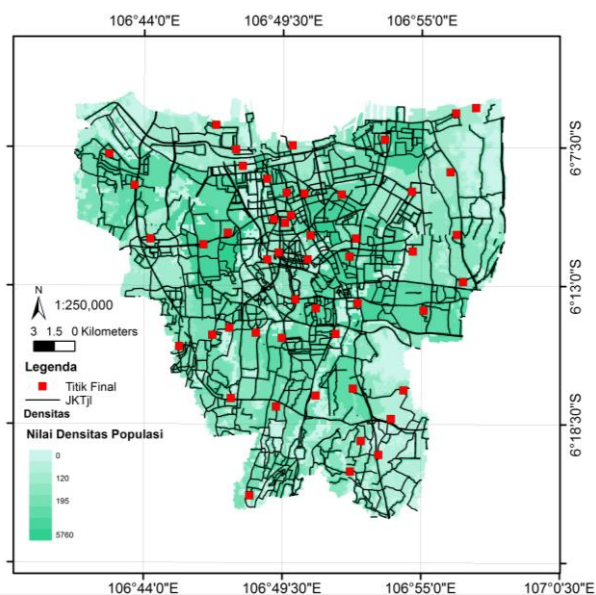 106°44'0"E 106°49'30"E 106°55'0"E
6°7'30"S
6°13'0"S
6°18'30"S
N
1:250,000
3 1.5 0 Kilometers
Legenda
Titik Final
JKTjl
Densitas
Nilai Densitas Populasi
0
120
195
5760
106°44'0"E 106°49'30"E 106°55'0"E 107°0'30"E